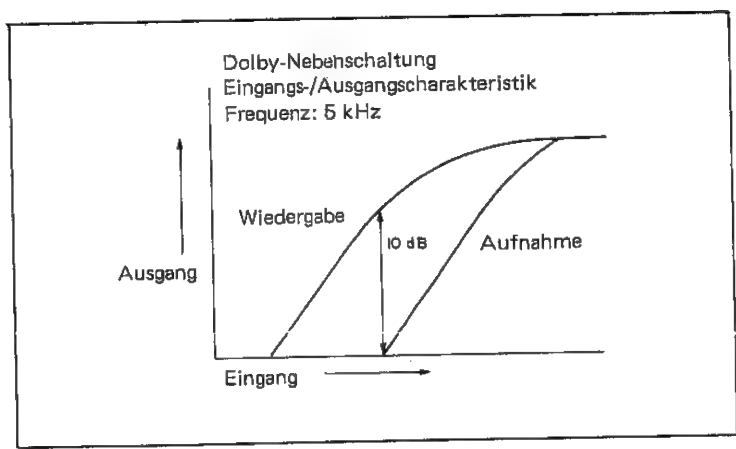 Dolby-Nebenschaltung
Eingangs-/Ausgangscharakteristik
Frequenz: 5 kHz
Wiedergabe
10 dB
Aufnahme
Ausgang
Eingang